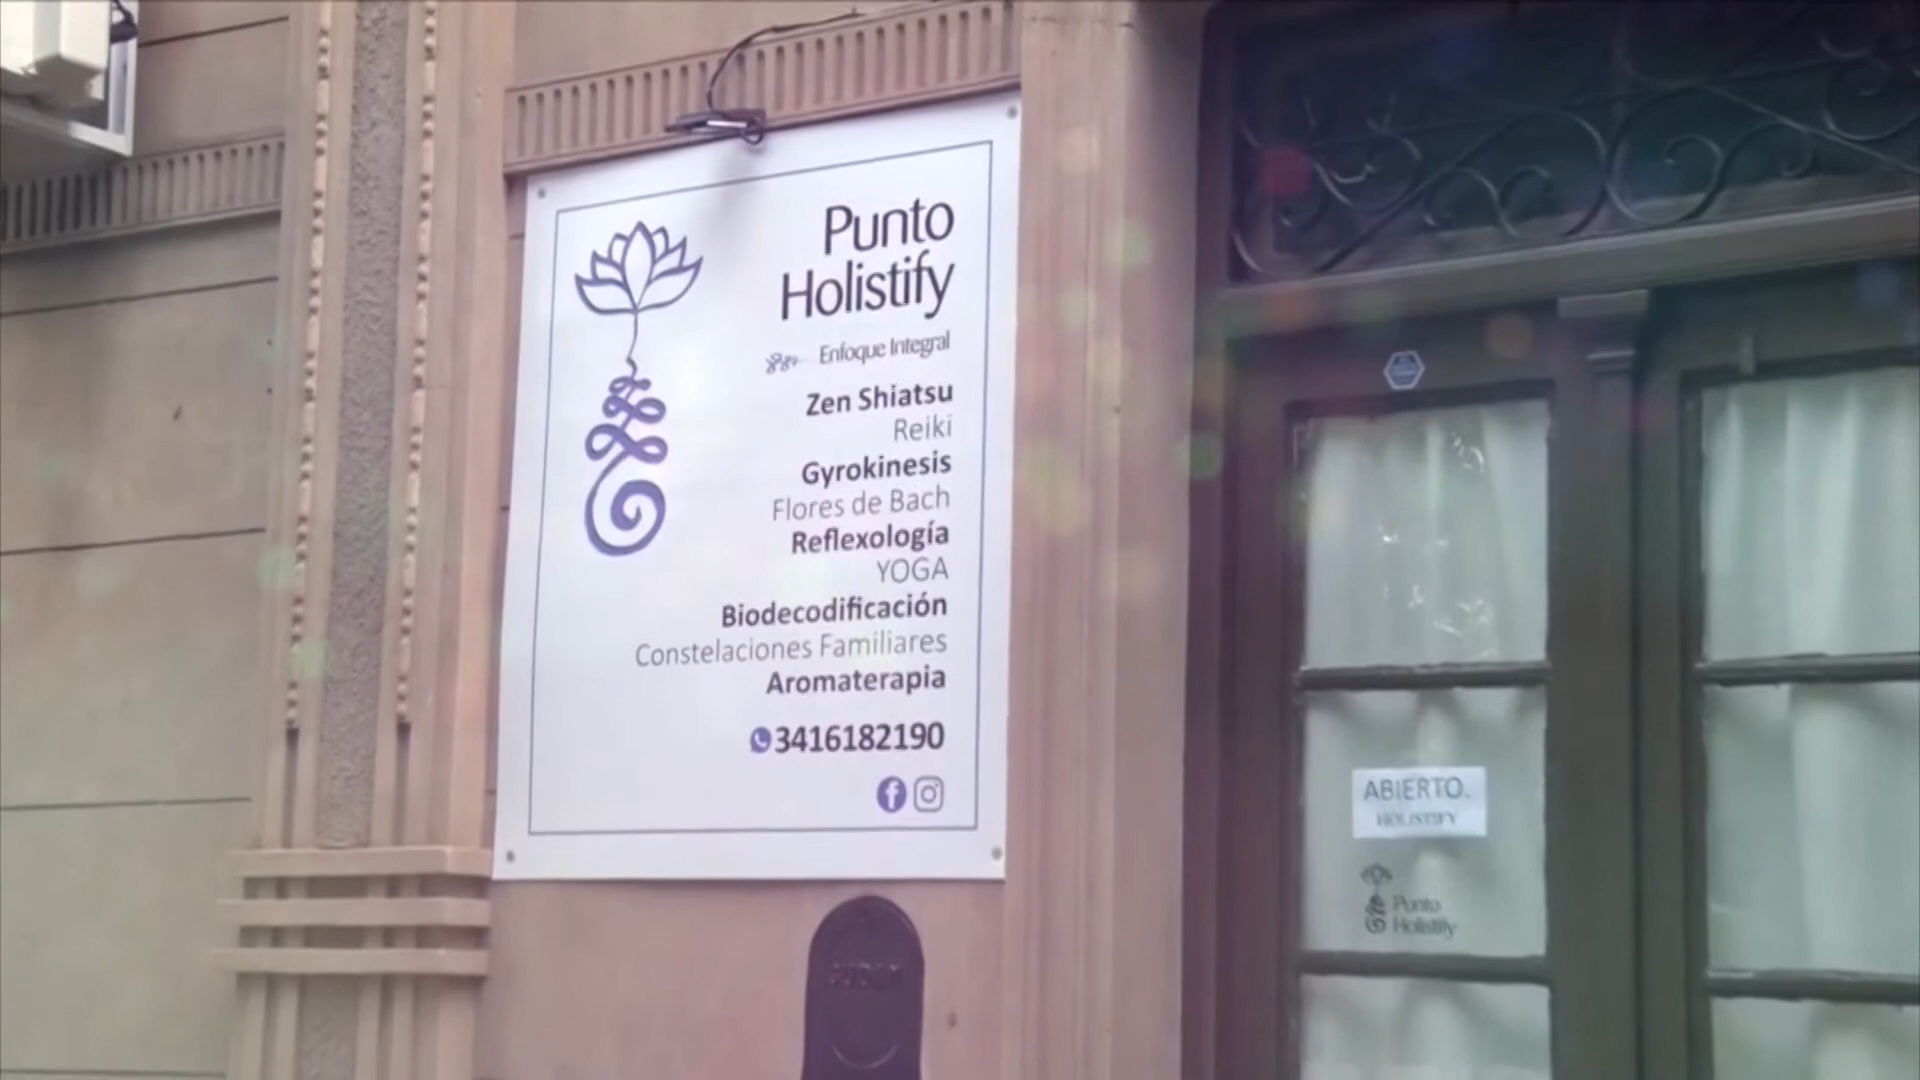 Punto
Holistify
Enfoque Integral
Zen Shiatsu
Reiki
Gyrokinesis
Flores de Bach
Reflexología
YOGA
Biodecodificación
Constelaciones Familiares
Aromaterapia
3416182190
ABIERTO.
HOLISTIFY
Punto
Holistify